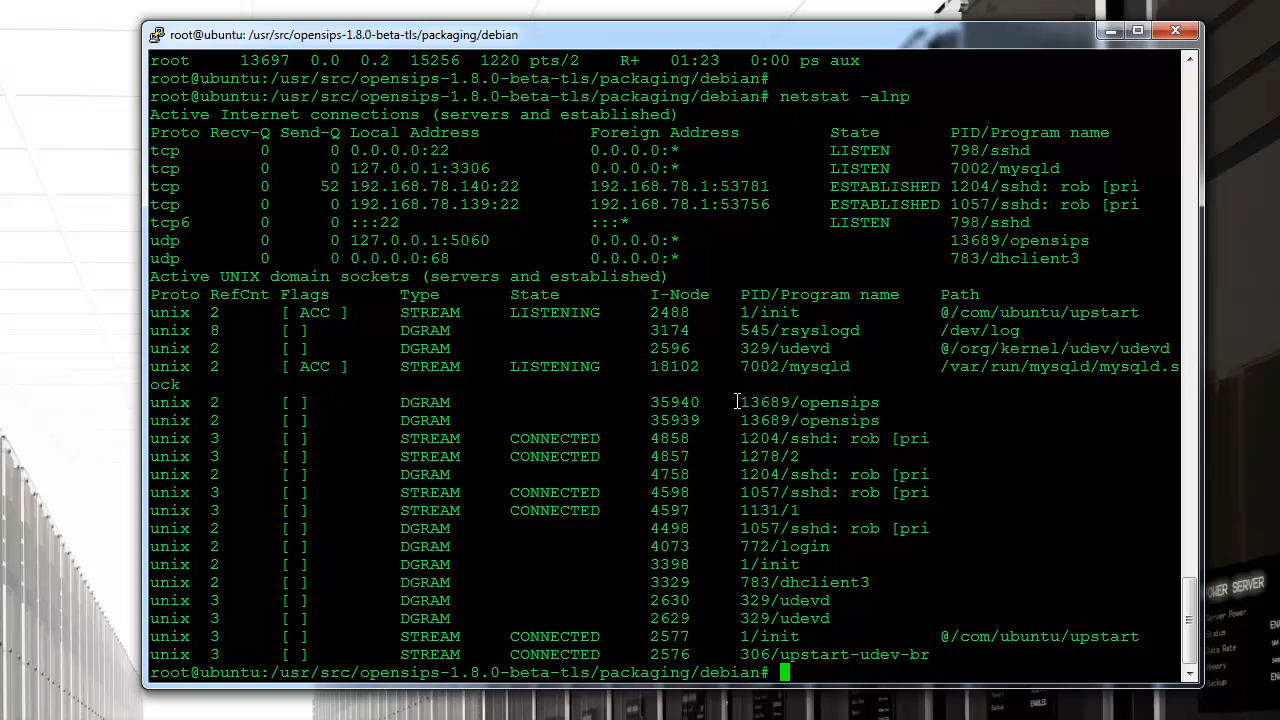 root@ubuntu: /usr/src/opensips-1.8.0-beta-tls/packaging/debian
root     13697  0.0  0.2  15256  1220 pts/2    R+   01:23   0:00 ps aux
root@ubuntu:/usr/src/opensips-1.8.0-beta-tls/packaging/debian#
root@ubuntu:/usr/src/opensips-1.8.0-beta-tls/packaging/debian# netstat -alnp
Active Internet connections (servers and established)
Proto Recv-Q Send-Q Local Address           Foreign Address         State       PID/Program name
tcp        0      0 0.0.0.0:22              0.0.0.0:*               LISTEN      798/sshd
tcp        0      0 127.0.0.1:3306          0.0.0.0:*               LISTEN      7002/mysqld
tcp        0     52 192.168.78.140:22       192.168.78.1:53781      ESTABLISHED 1204/sshd: rob [pri
tcp        0      0 192.168.78.139:22       192.168.78.1:53756      ESTABLISHED 1057/sshd: rob [pri
tcp6       0      0 :::22                   :::*                    LISTEN      798/sshd
udp        0      0 127.0.0.1:5060          0.0.0.0:*                           13689/opensips
udp        0      0 0.0.0.0:68              0.0.0.0:*                           783/dhclient3
Active UNIX domain sockets (servers and established)
Proto RefCnt Flags       Type       State         I-Node   PID/Program name    Path
unix  2      [ ACC ]     STREAM     LISTENING     2488     1/init              @/com/ubuntu/upstart
unix  8      [ ]         DGRAM                    3174     545/rsyslogd        /dev/log
unix  2      [ ]         DGRAM                    2596     329/udevd           @/org/kernel/udev/udevd
unix  2      [ ACC ]     STREAM     LISTENING     18102    7002/mysqld         /var/run/mysqld/mysqld.s
ock
unix  2      [ ]         DGRAM                    35940    13689/opensips
unix  2      [ ]         DGRAM                    35939    13689/opensips
unix  3      [ ]         STREAM     CONNECTED     4858     1204/sshd: rob [pri
unix  3      [ ]         STREAM     CONNECTED     4857     1278/2
unix  2      [ ]         DGRAM                    4758     1204/sshd: rob [pri
unix  3      [ ]         STREAM     CONNECTED     4598     1057/sshd: rob [pri
unix  3      [ ]         STREAM     CONNECTED     4597     1131/1
unix  2      [ ]         DGRAM                    4498     1057/sshd: rob [pri
unix  2      [ ]         DGRAM                    4073     772/login
unix  2      [ ]         DGRAM                    3398     1/init
unix  2      [ ]         DGRAM                    3329     783/dhclient3
unix  3      [ ]         DGRAM                    2630     329/udevd
unix  3      [ ]         DGRAM                    2629     329/udevd
unix  3      [ ]         STREAM     CONNECTED     2577     1/init              @/com/ubuntu/upstart
unix  3      [ ]         STREAM     CONNECTED     2576     306/upstart-udev-br
root@ubuntu:/usr/src/opensips-1.8.0-beta-tls/packaging/debian#
POWER SERVER
Server Power
Status
Data Rate
Memory
Backup